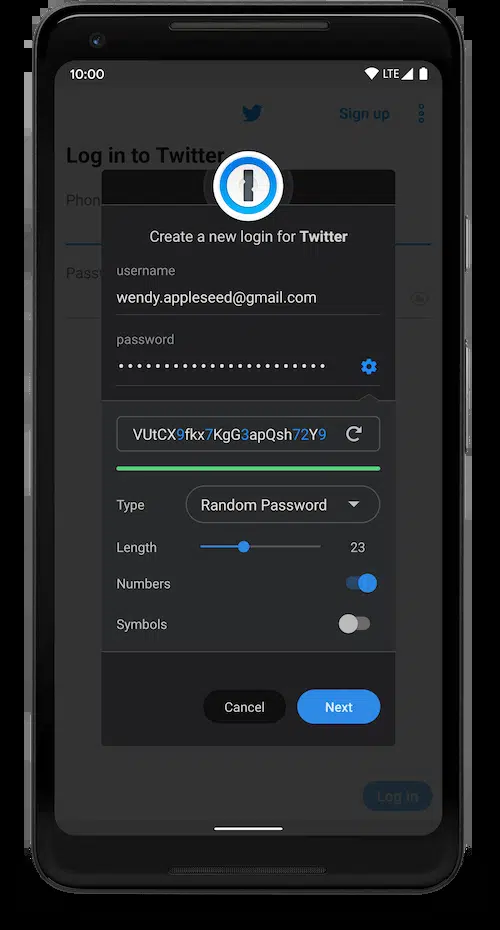 10:00 LTE
Sign up
Log in to Twitter
Phon
Create a new login for Twitter
username
Pass
wendy.appleseed@gmail.com
password
VUtCX9fkx7KgG3apQsh72Y9
Type Random Password
Length 23
Numbers
Symbols
Cancel Next
Log in